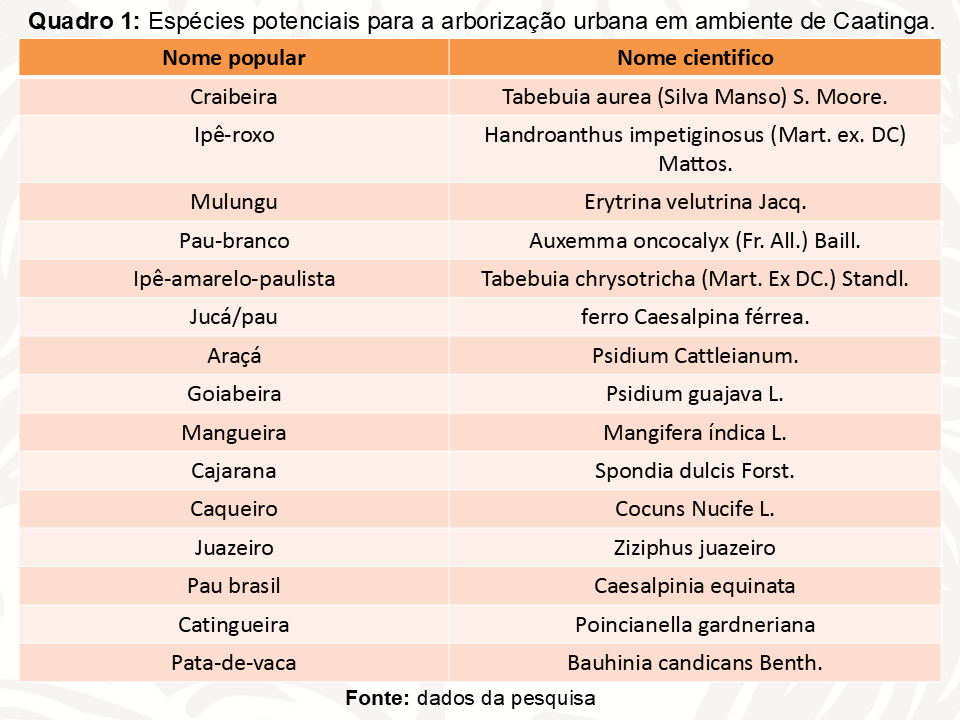 Quadro 1: Espécies potenciais para a arborização urbana em ambiente de Caatinga.
Nome popular Nome cientifico
Craibeira Tabebuia aurea (Silva Manso) S. Moore.
Ipê-roxo Handroanthus impetiginosus (Mart. ex. DC)
Mattos.
Mulungu Erytrina velutrina Jacq.
Pau-branco Auxemma oncocalyx (Fr. All.) Baill.
Ipê-amarelo-paulista Tabebuia chrysotricha (Mart. Ex DC.) Standl.
Jucá/pau ferro Caesalpina férrea.
Araçá Psidium Cattleianum.
Goiabeira Psidium guajava L.
Mangueira Mangifera índica L.
Cajarana Spondia dulcis Forst.
Caqueiro Cocuns Nucife L.
Juazeiro Ziziphus juazeiro
Pau brasil Caesalpinia equinata
Catingueira Poincianella gardneriana
Pata-de-vaca Bauhinia candicans Benth.
Fonte: dados da pesquisa